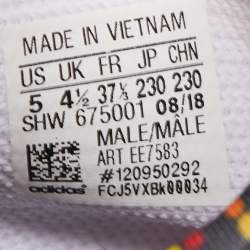 MADE IN VIETNAM
US UK FR JP CHN
5 4½ 37⅓ 230 230
SHW 675001 08/18
MALE/MÂLE
ART EE7583
#120950292
adidas FCJ5VXBk00034